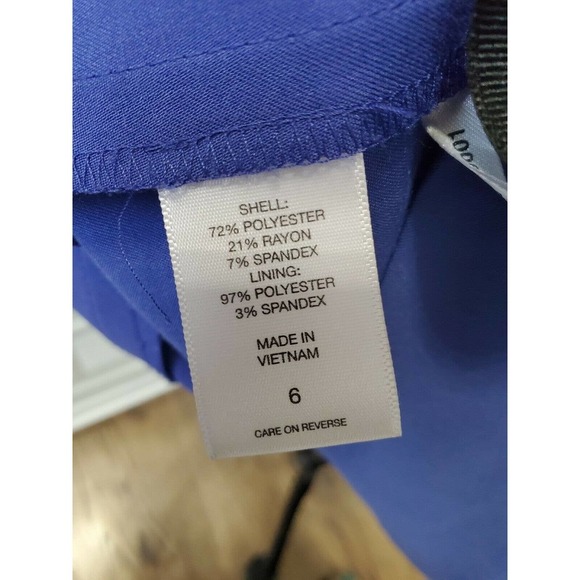 SHELL:
72% POLYESTER
21% RAYON
7% SPANDEX
LINING:
97% POLYESTER
3% SPANDEX
MADE IN
VIETNAM
6
CARE ON REVERSE